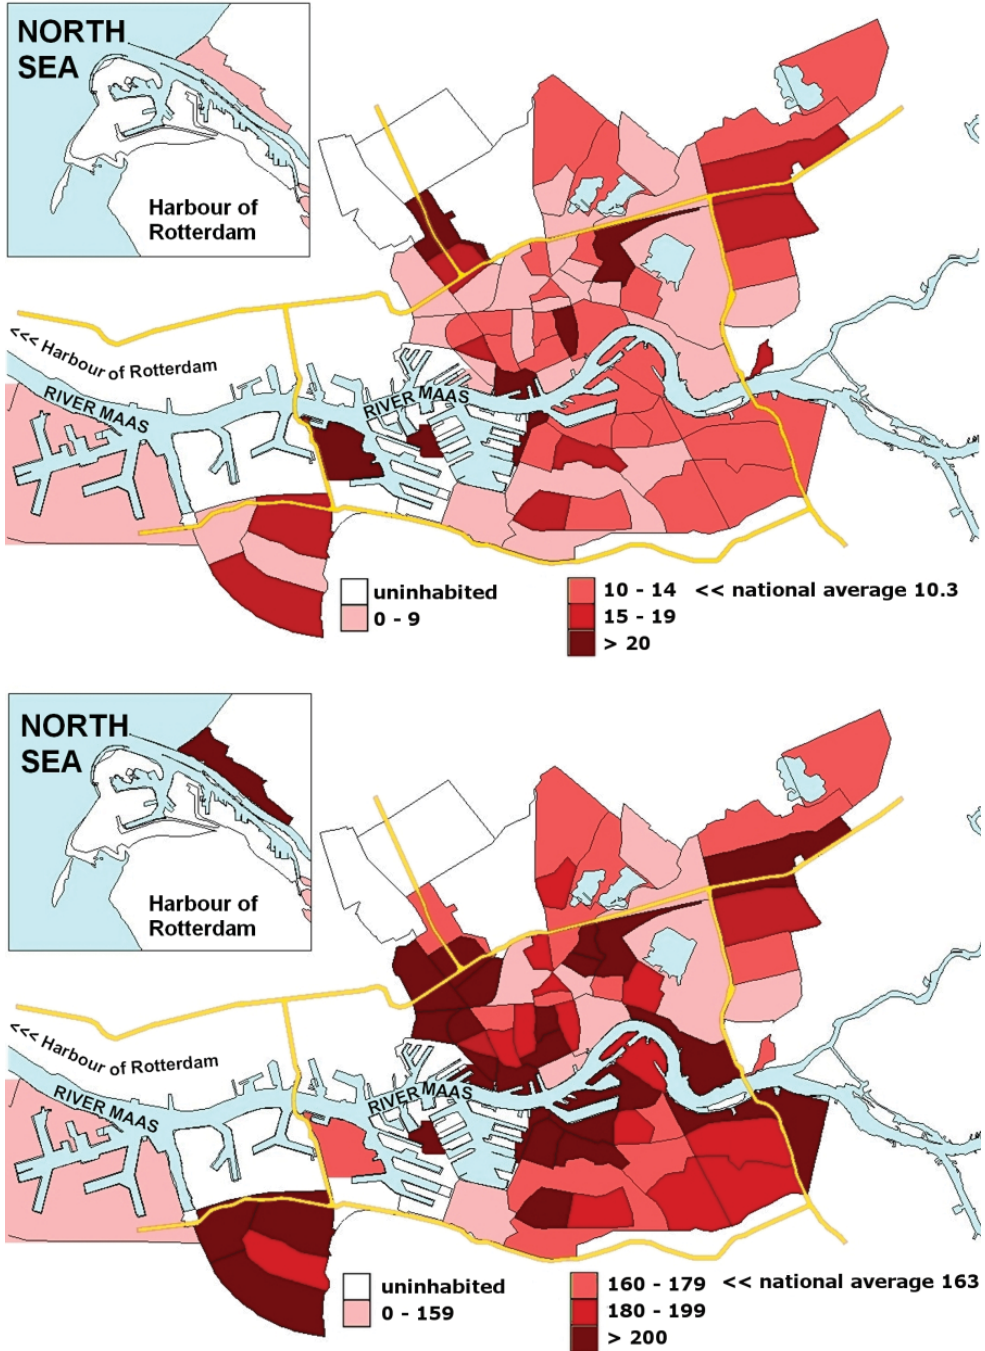 NORTH
SEA
Harbour of
Rotterdam
<<< Harbour of Rotterdam
RIVER MAAS
RIVER MAAS
uninhabited
0 - 9
10 - 14 << national average 10.3
15 - 19
> 20
NORTH
SEA
Harbour of
Rotterdam
<<< Harbour of Rotterdam
RIVER MAAS
RIVER MAAS
uninhabited
0 - 159
160 - 179 << national average 163
180 - 199
> 200